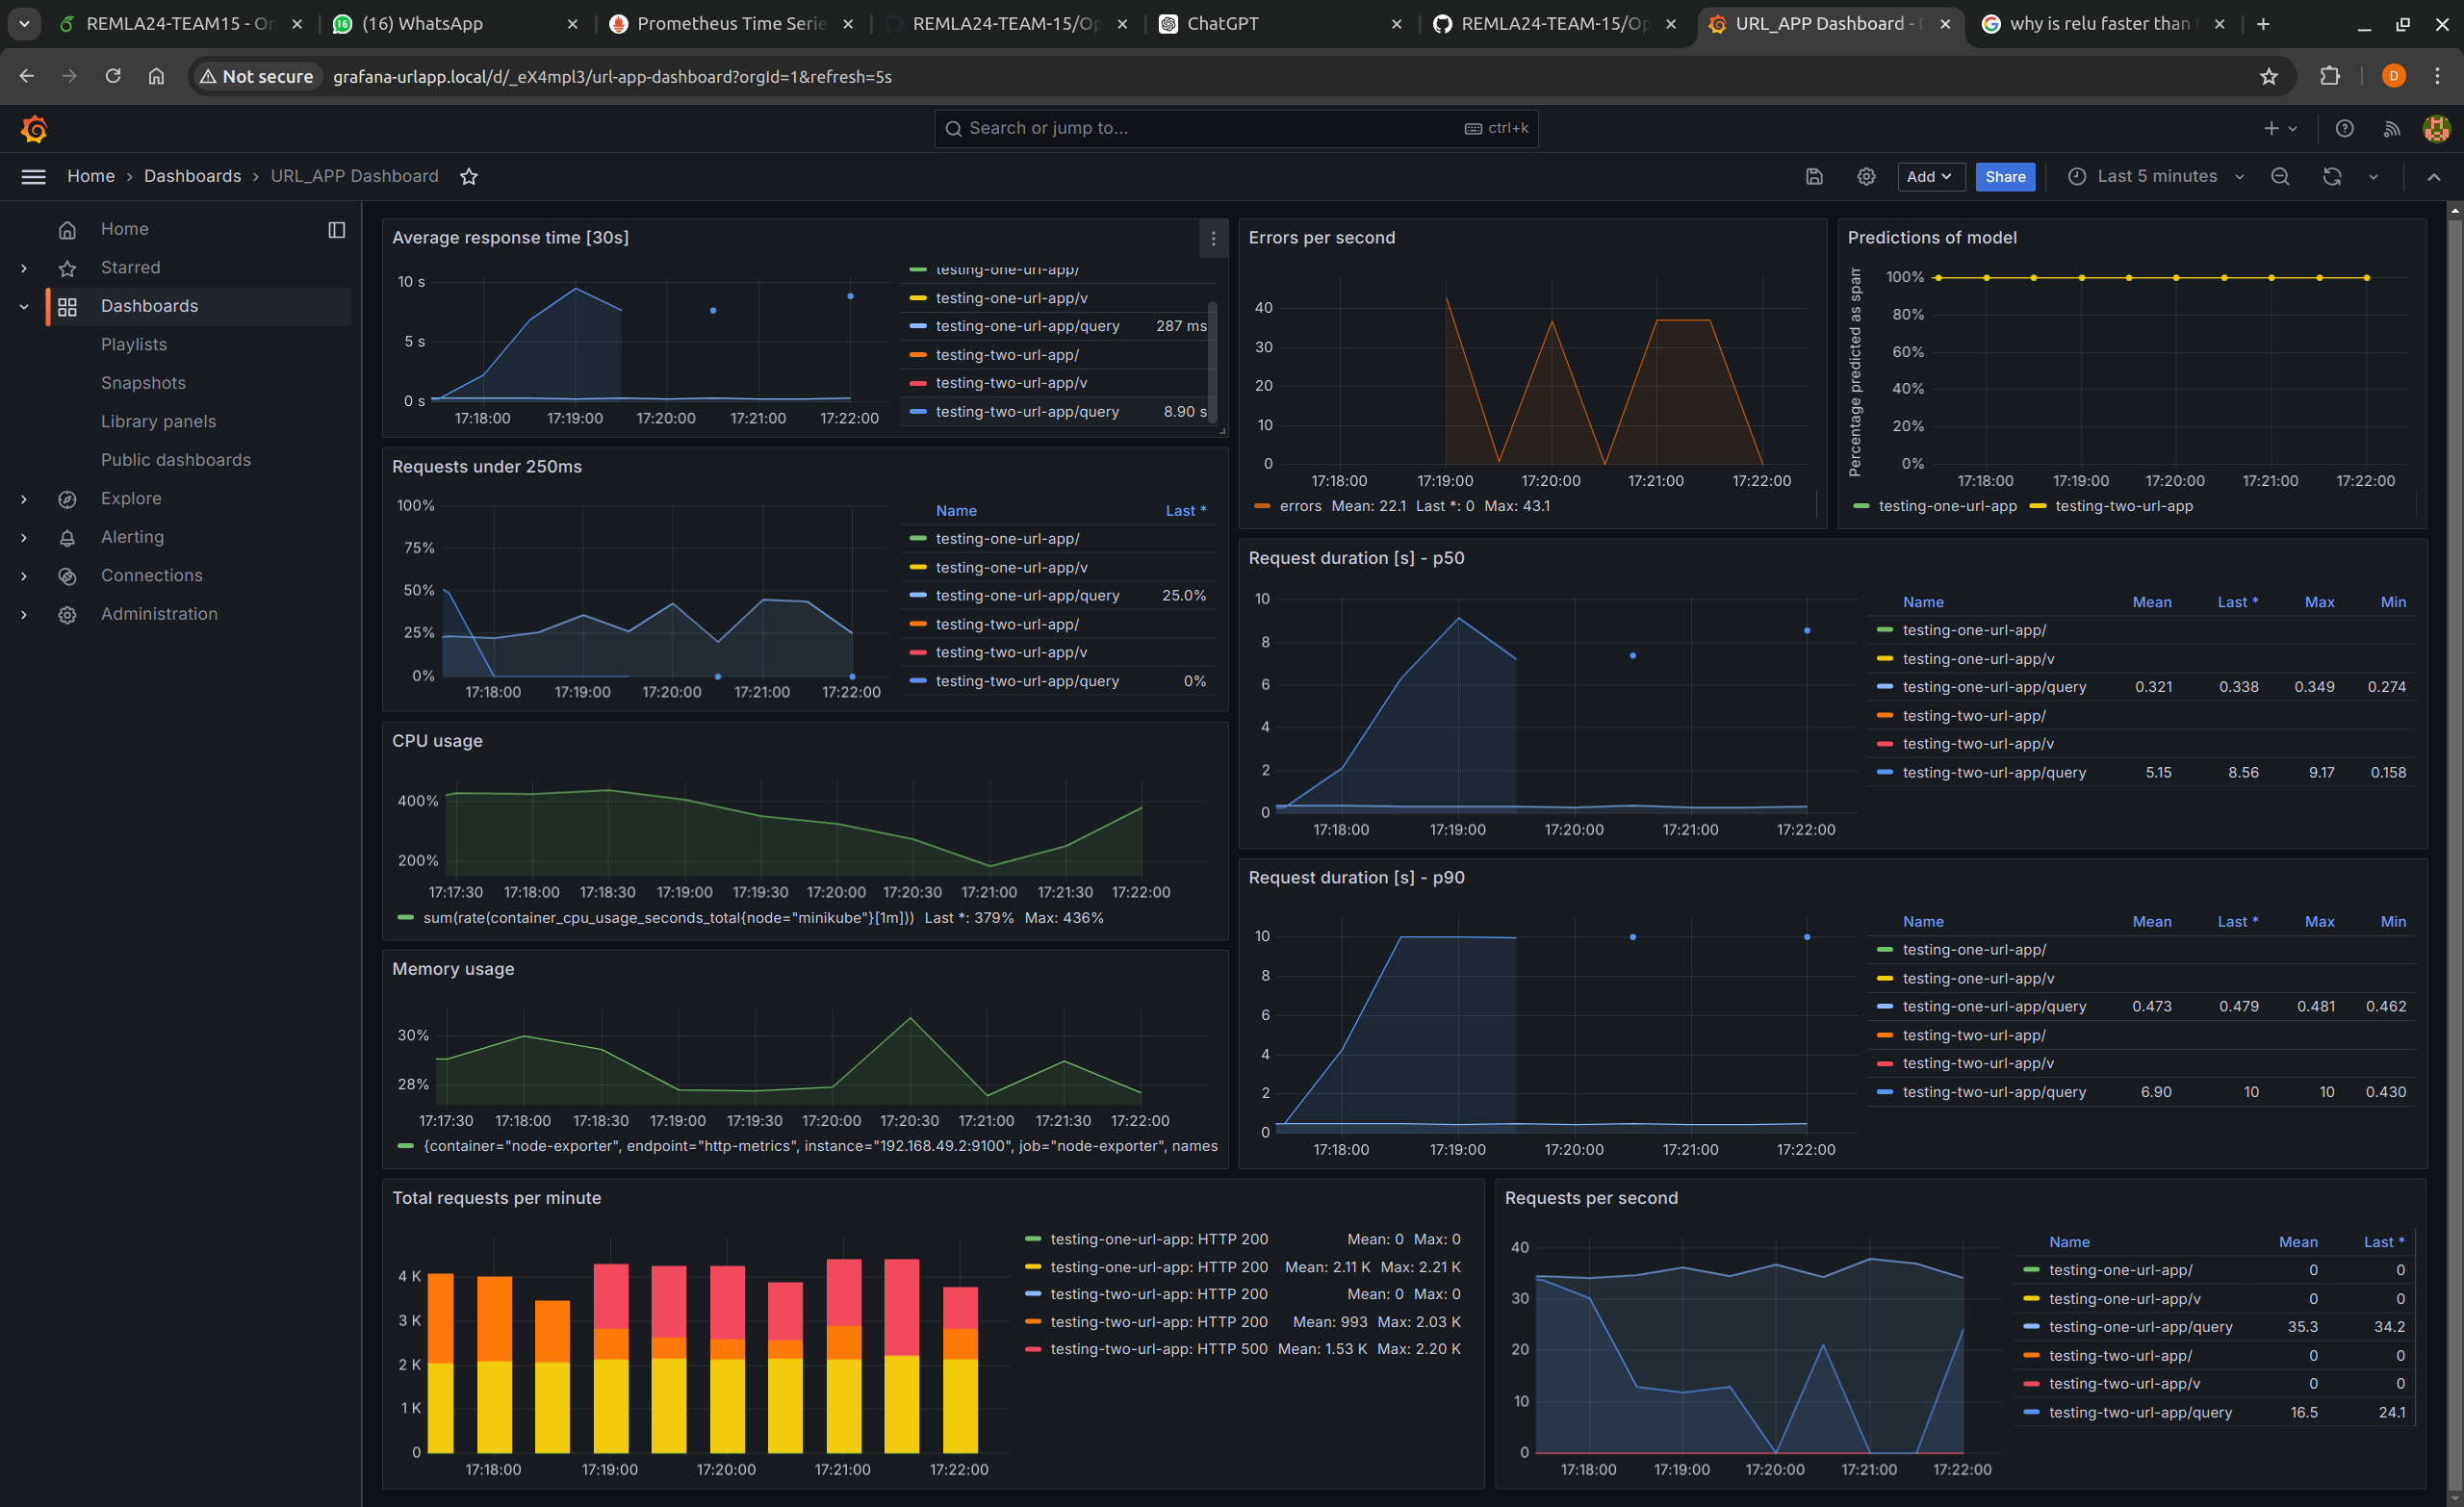 REMLA24-TEAM15 - On
(16) WhatsApp
Prometheus Time Serie
REMLA24-TEAM-15/Op
ChatGPT
REMLA24-TEAM-15/Op
URL_APP Dashboard - D
why is relu faster than
Not secure
grafana-urlapp.local/d/_eX4mpl3/url-app-dashboard?orgId=1&refresh=5s
D
Search or jump to...
ctrl+k
Home › Dashboards › URL_APP Dashboard
Add
Share
Last 5 minutes
Home
Starred
Dashboards
Playlists
Snapshots
Library panels
Public dashboards
Explore
Alerting
Connections
Administration
Average response time [30s]
10 s
5 s
0 s
17:18:00 17:19:00 17:20:00 17:21:00 17:22:00
testing-one-url-app/
testing-one-url-app/v
testing-one-url-app/query 287 ms
testing-two-url-app/
testing-two-url-app/v
testing-two-url-app/query 8.90 s
Errors per second
40
30
20
10
0
17:18:00 17:19:00 17:20:00 17:21:00 17:22:00
errors Mean: 22.1 Last *: 0 Max: 43.1
Predictions of model
Percentage predicted as spam
100%
80%
60%
40%
20%
0%
17:18:00 17:19:00 17:20:00 17:21:00 17:22:00
testing-one-url-app testing-two-url-app
Requests under 250ms
100%
75%
50%
25%
0%
17:18:00 17:19:00 17:20:00 17:21:00 17:22:00
Name Last *
testing-one-url-app/
testing-one-url-app/v
testing-one-url-app/query 25.0%
testing-two-url-app/
testing-two-url-app/v
testing-two-url-app/query 0%
Request duration [s] - p50
10
8
6
4
2
0
17:18:00 17:19:00 17:20:00 17:21:00 17:22:00
Name Mean Last * Max Min
testing-one-url-app/
testing-one-url-app/v
testing-one-url-app/query 0.321 0.338 0.349 0.274
testing-two-url-app/
testing-two-url-app/v
testing-two-url-app/query 5.15 8.56 9.17 0.158
CPU usage
400%
200%
17:17:30 17:18:00 17:18:30 17:19:00 17:19:30 17:20:00 17:20:30 17:21:00 17:21:30 17:22:00
sum(rate(container_cpu_usage_seconds_total{node="minikube"}[1m])) Last *: 379% Max: 436%
Request duration [s] - p90
10
8
6
4
2
0
17:18:00 17:19:00 17:20:00 17:21:00 17:22:00
Name Mean Last * Max Min
testing-one-url-app/
testing-one-url-app/v
testing-one-url-app/query 0.473 0.479 0.481 0.462
testing-two-url-app/
testing-two-url-app/v
testing-two-url-app/query 6.90 10 10 0.430
Memory usage
30%
28%
17:17:30 17:18:00 17:18:30 17:19:00 17:19:30 17:20:00 17:20:30 17:21:00 17:21:30 17:22:00
{container="node-exporter", endpoint="http-metrics", instance="192.168.49.2:9100", job="node-exporter", names
Total requests per minute
4 K
3 K
2 K
1 K
0
17:18:00 17:19:00 17:20:00 17:21:00 17:22:00
testing-one-url-app: HTTP 200 Mean: 0 Max: 0
testing-one-url-app: HTTP 200 Mean: 2.11 K Max: 2.21 K
testing-two-url-app: HTTP 200 Mean: 0 Max: 0
testing-two-url-app: HTTP 200 Mean: 993 Max: 2.03 K
testing-two-url-app: HTTP 500 Mean: 1.53 K Max: 2.20 K
Requests per second
40
30
20
10
0
17:18:00 17:19:00 17:20:00 17:21:00 17:22:00
Name Mean Last *
testing-one-url-app/ 0 0
testing-one-url-app/v 0 0
testing-one-url-app/query 35.3 34.2
testing-two-url-app/ 0 0
testing-two-url-app/v 0 0
testing-two-url-app/query 16.5 24.1